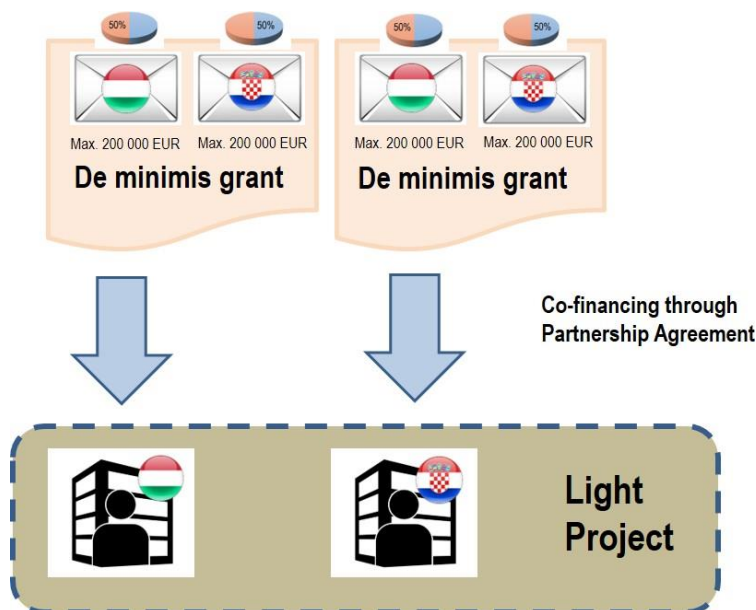 50%
50%
50%
50%
Max. 200 000 EUR
Max. 200 000 EUR
Max. 200 000 EUR
Max. 200 000 EUR
De minimis grant
De minimis grant
Co-financing through
Partnership Agreement
Light
Project